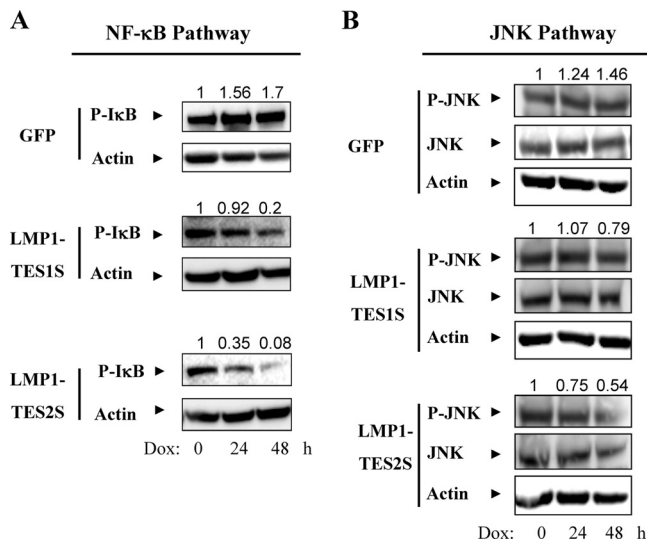 A
NF-κB Pathway
GFP
1 1.56 1.7
P-IκB ►
Actin ►
LMP1-
TES1S
1 0.92 0.2
P-IκB ►
Actin ►
LMP1-
TES2S
1 0.35 0.08
P-IκB ►
Actin ►
Dox: 0 24 48 h
B
JNK Pathway
GFP
1 1.24 1.46
P-JNK ►
JNK ►
Actin ►
LMP1-
TES1S
1 1.07 0.79
P-JNK ►
JNK ►
Actin ►
LMP1-
TES2S
1 0.75 0.54
P-JNK ►
JNK ►
Actin ►
Dox: 0 24 48 h